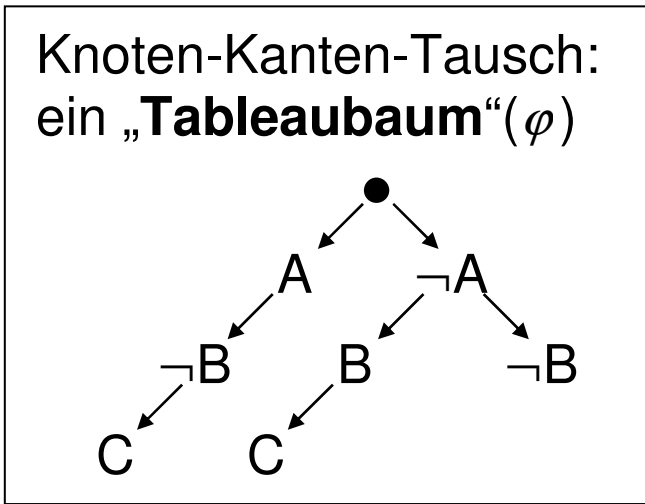 Knoten-Kanten-Tausch:
ein „Tableaubaum“(φ)
A ¬A
¬B B ¬B
C C